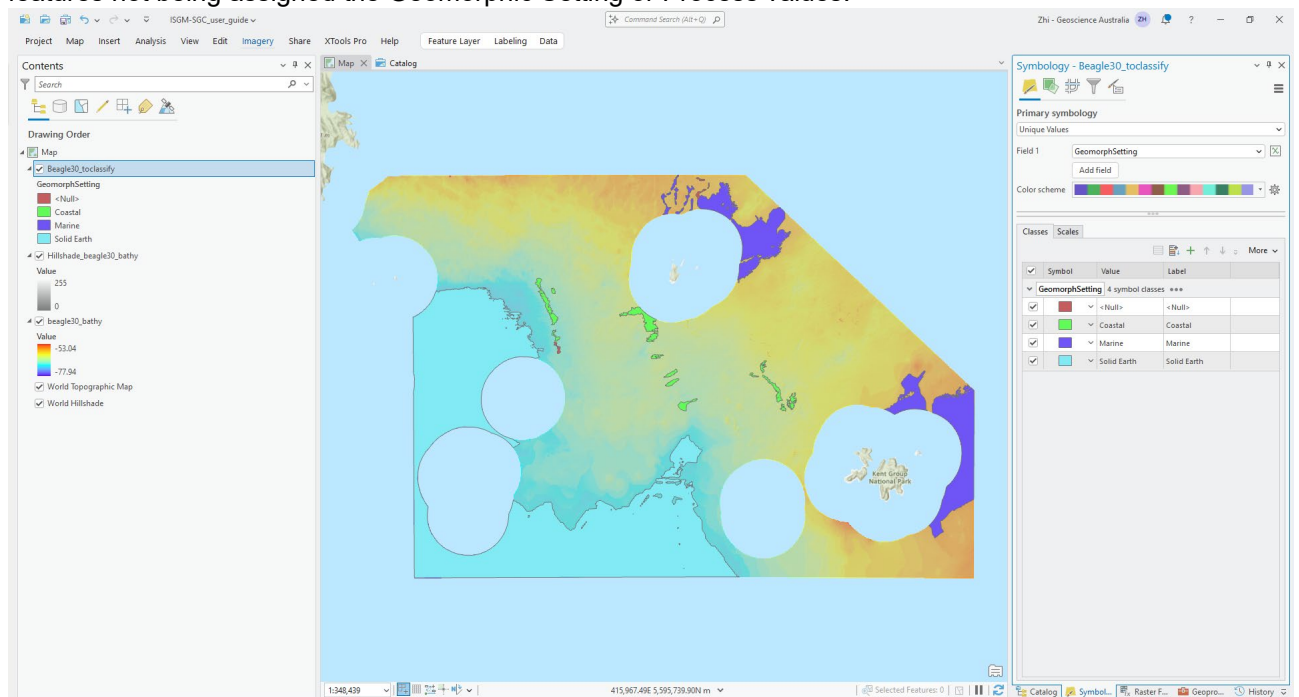 features not being assigned the Geomorphic Setting or Process values.
ISGM-SGC_user_guide
Command Search (Alt+Q)
Zhi - Geoscience Australia ZH ? – X
Project Map Insert Analysis View Edit Imagery Share XTools Pro Help Feature Layer Labeling Data
Contents
Search
Drawing Order
Map
Beagle30_toclassify
GeomorphSetting
<Null>
Coastal
Marine
Solid Earth
Hillshade_beagle30_bathy
Value
255
0
beagle30_bathy
Value
-53.04
-77.94
World Topographic Map
World Hillshade
Map X Catalog
Kent Group
National Park
1:348,439
415,967.49E 5,595,739.90N m
Selected Features: 0
Symbology - Beagle30_toclassify
Primary symbology
Unique Values
Field 1 GeomorphSetting
Add field
Color scheme
Classes Scales
More
Symbol Value Label
GeomorphSetting 4 symbol classes
<Null> <Null>
Coastal Coastal
Marine Marine
Solid Earth Solid Earth
Catalog Symbol... Raster F... Geopro... History